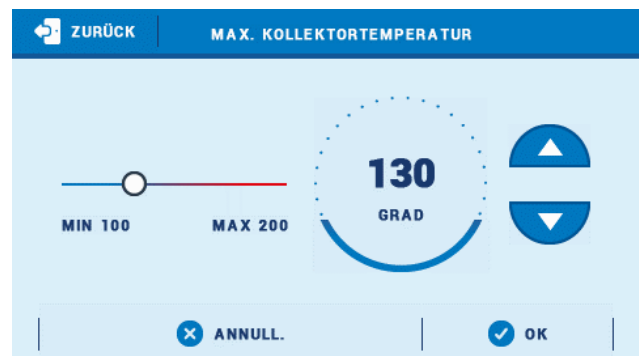 ZURÜCK
MAX. KOLLEKTORTEMPERATUR
130
GRAD
MIN 100
MAX 200
ANNULL.
OK